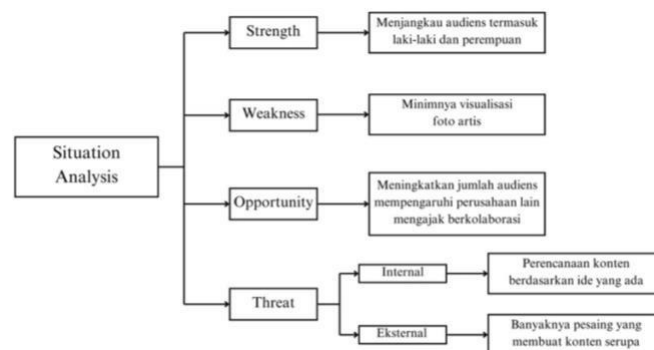 Situation
Analysis
Strength
Menjangkau audiens termasuk
laki-laki dan perempuan
Weakness
Minimnya visualisasi
foto artis
Opportunity
Meningkatkan jumlah audiens
mempengaruhi perusahaan lain
mengajak berkolaborasi
Threat
Internal
Perencanaan konten
berdasarkan ide yang ada
Eksternal
Banyaknya pesaing yang
membuat konten serupa